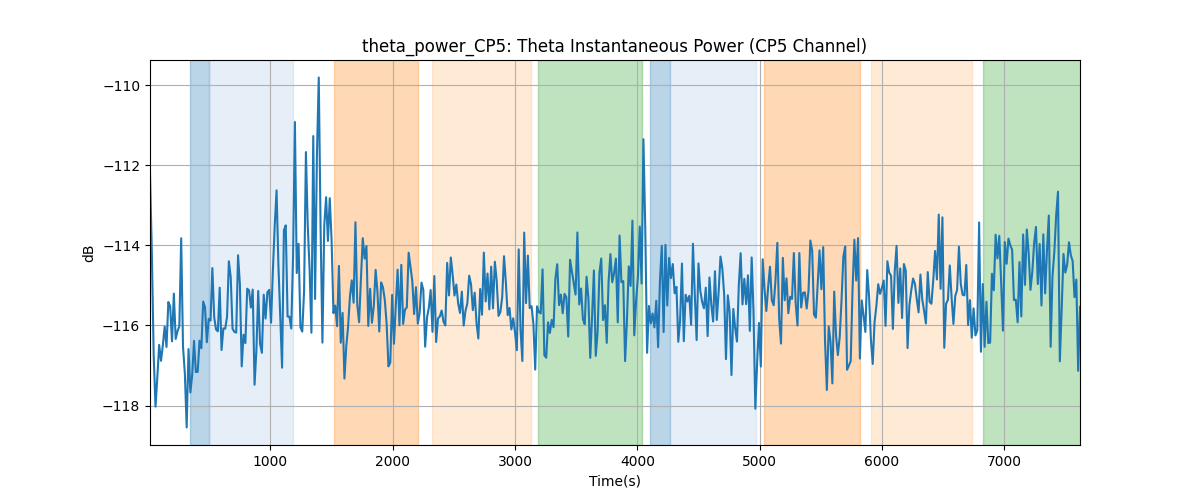 theta_power_CP5: Theta Instantaneous Power (CP5 Channel)
−110
−112
−114
−116
−118
dB
1000 2000 3000 4000 5000 6000 7000
Time(s)